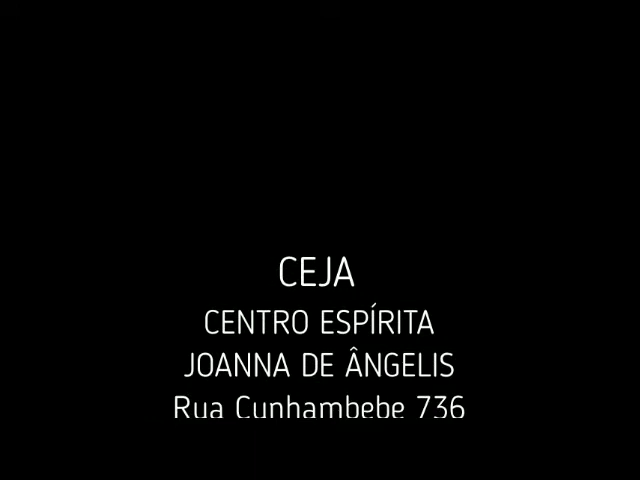 CEJA
CENTRO ESPÍRITA
JOANNA DE ÂNGELIS
Rua Cunhambebe 736